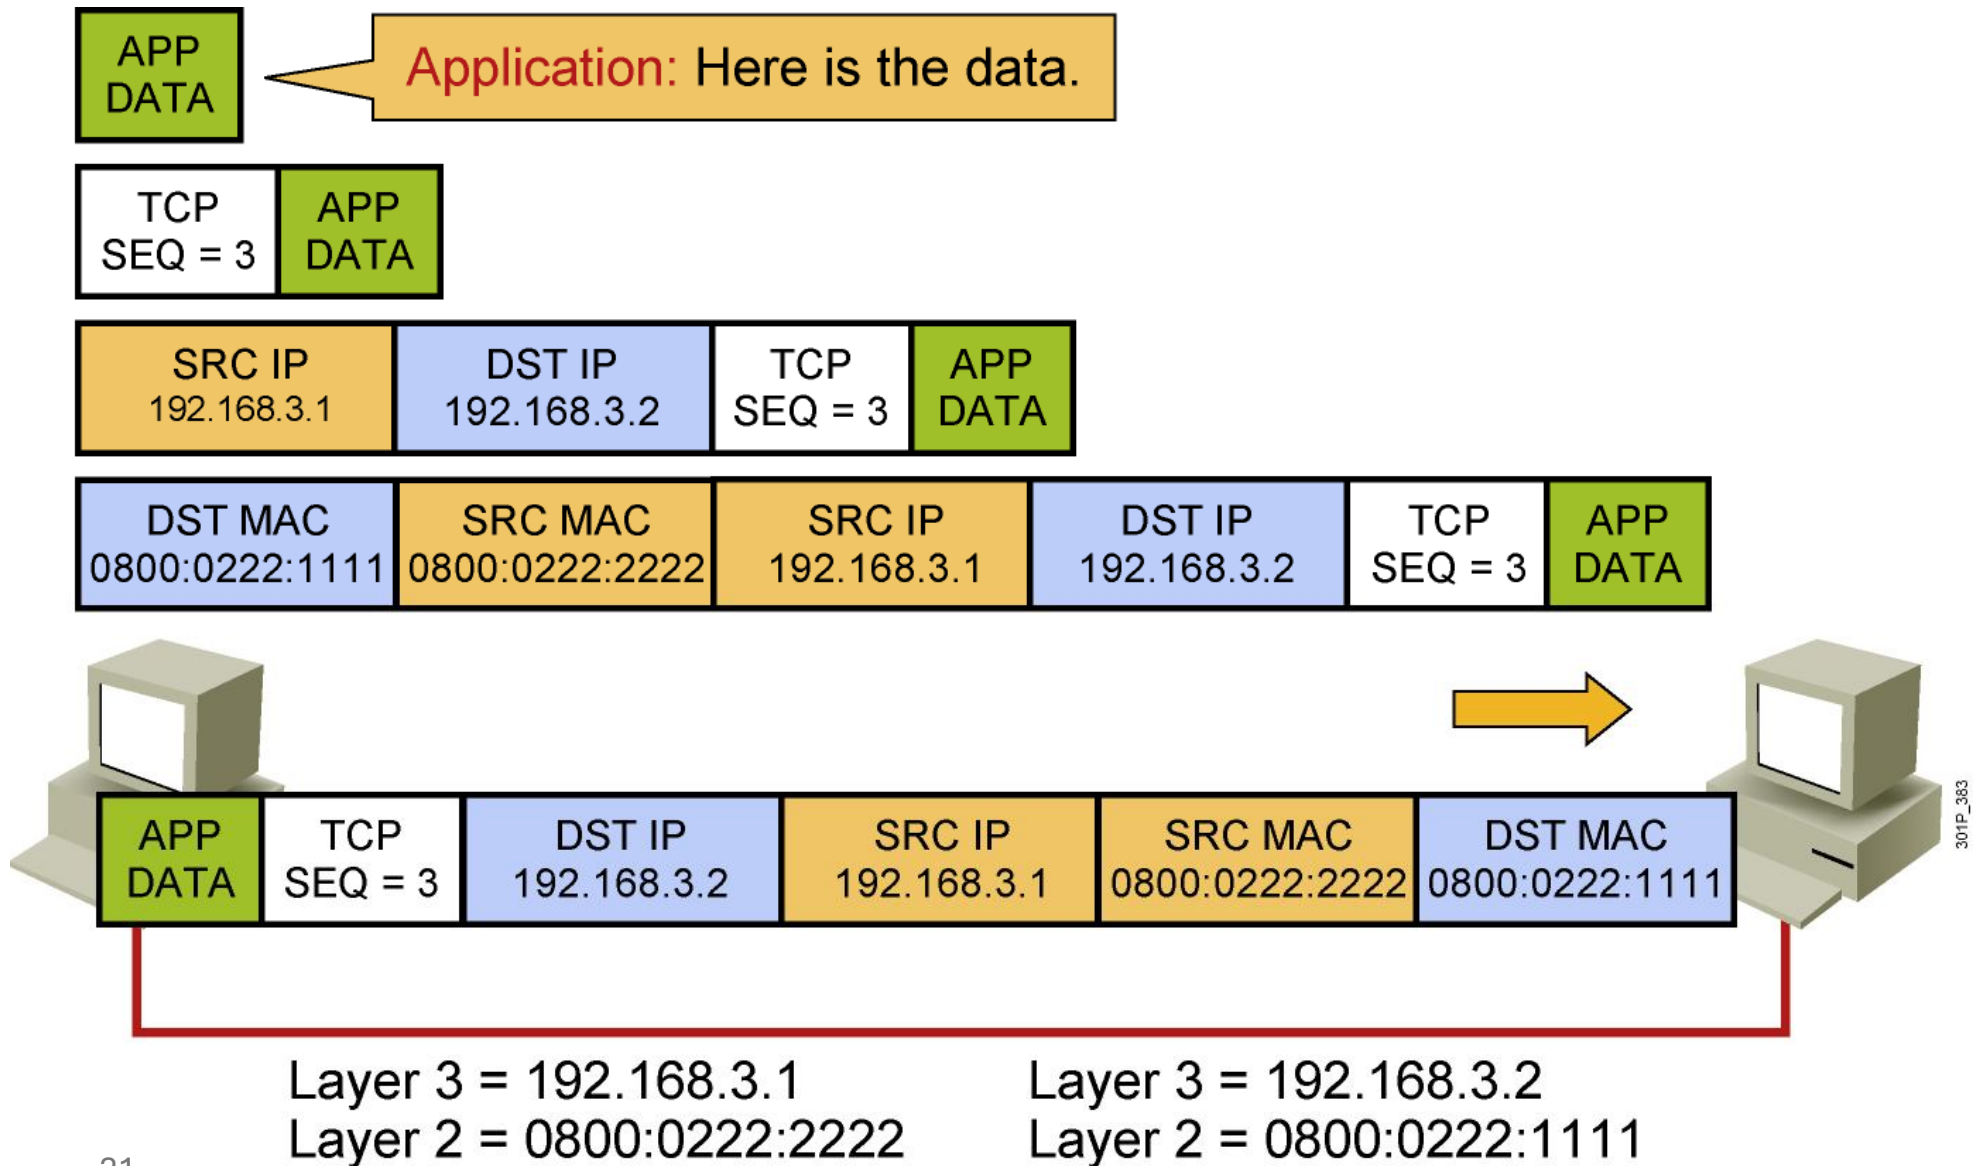 APP
DATA
Application: Here is the data.
TCP
SEQ = 3
APP
DATA
SRC IP
192.168.3.1
DST IP
192.168.3.2
TCP
SEQ = 3
APP
DATA
DST MAC
0800:0222:1111
SRC MAC
0800:0222:2222
SRC IP
192.168.3.1
DST IP
192.168.3.2
TCP
SEQ = 3
APP
DATA
APP
DATA
TCP
SEQ = 3
DST IP
192.168.3.2
SRC IP
192.168.3.1
SRC MAC
0800:0222:2222
DST MAC
0800:0222:1111
301P_383
Layer 3 = 192.168.3.1
Layer 2 = 0800:0222:2222
Layer 3 = 192.168.3.2
Layer 2 = 0800:0222:1111